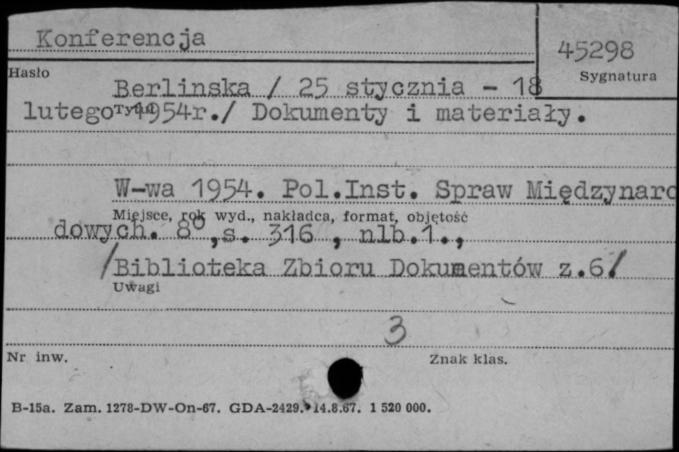 Konferencja
45298
Hasło
Sygnatura
Berlinska / 25 stycznia - 18
lutego 1954r./ Dokumenty i materiały.
Tytuł
W-wa 1954. Pol.Inst. Spraw Międzynaro
Miejsce, rok wyd., nakładca, format, objętość
dowych. 8⁰,s. 316 , nlb.1.,
/Biblioteka Zbioru Dokumentów z.6/
Uwagi
3
Nr inw.
Znak klas.
B-15a. Zam. 1278-DW-On-67. GDA-2429. 14.8.67. 1 520 000.